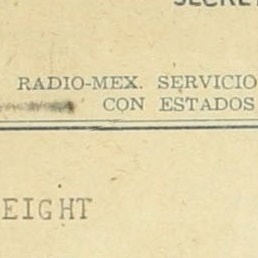 RADIO-MEX. SERVICIO
CON ESTADOS
EIGHT